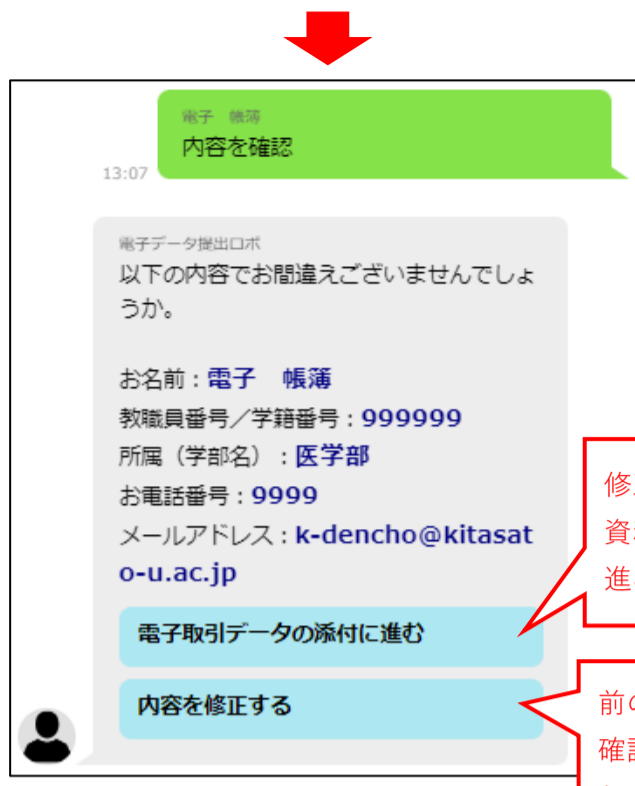 電子　帳簿
内容を確認
13:07
電子データ提出ロボ
以下の内容でお間違えございませんでしょ
うか。
お名前：電子　帳簿
教職員番号／学籍番号：999999
所属（学部名）：医学部
お電話番号：9999
メールアドレス：k-dencho@kitasat
o-u.ac.jp
電子取引データの添付に進む
内容を修正する
修
資
進
前の
確